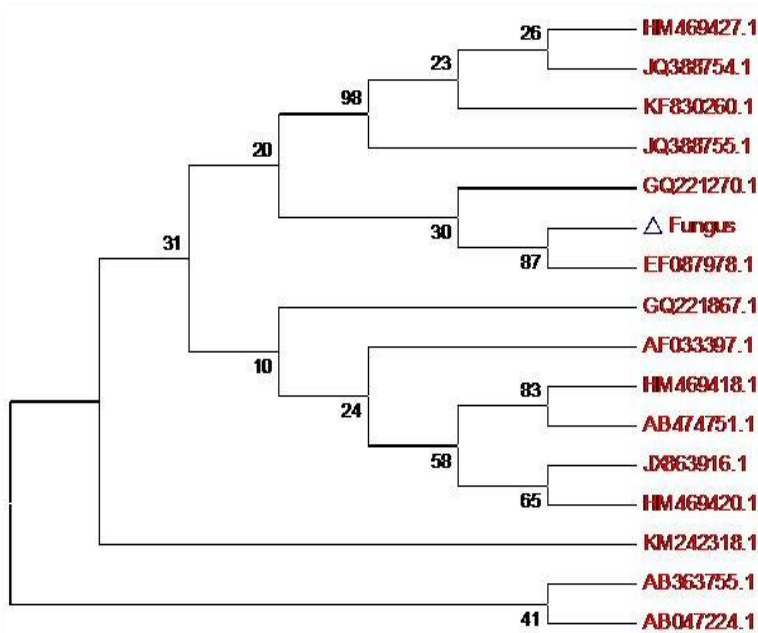 HM469427.1
26
JQ388754.1
23
98
KF830260.1
JQ388755.1
20
GQ221270.1
30
△ Fungus
31
87
EF087978.1
GQ221867.1
10
AF033397.1
24
HM469418.1
83
AB474751.1
58
JX863916.1
65
HM469420.1
KM242318.1
AB363755.1
41
AB047224.1